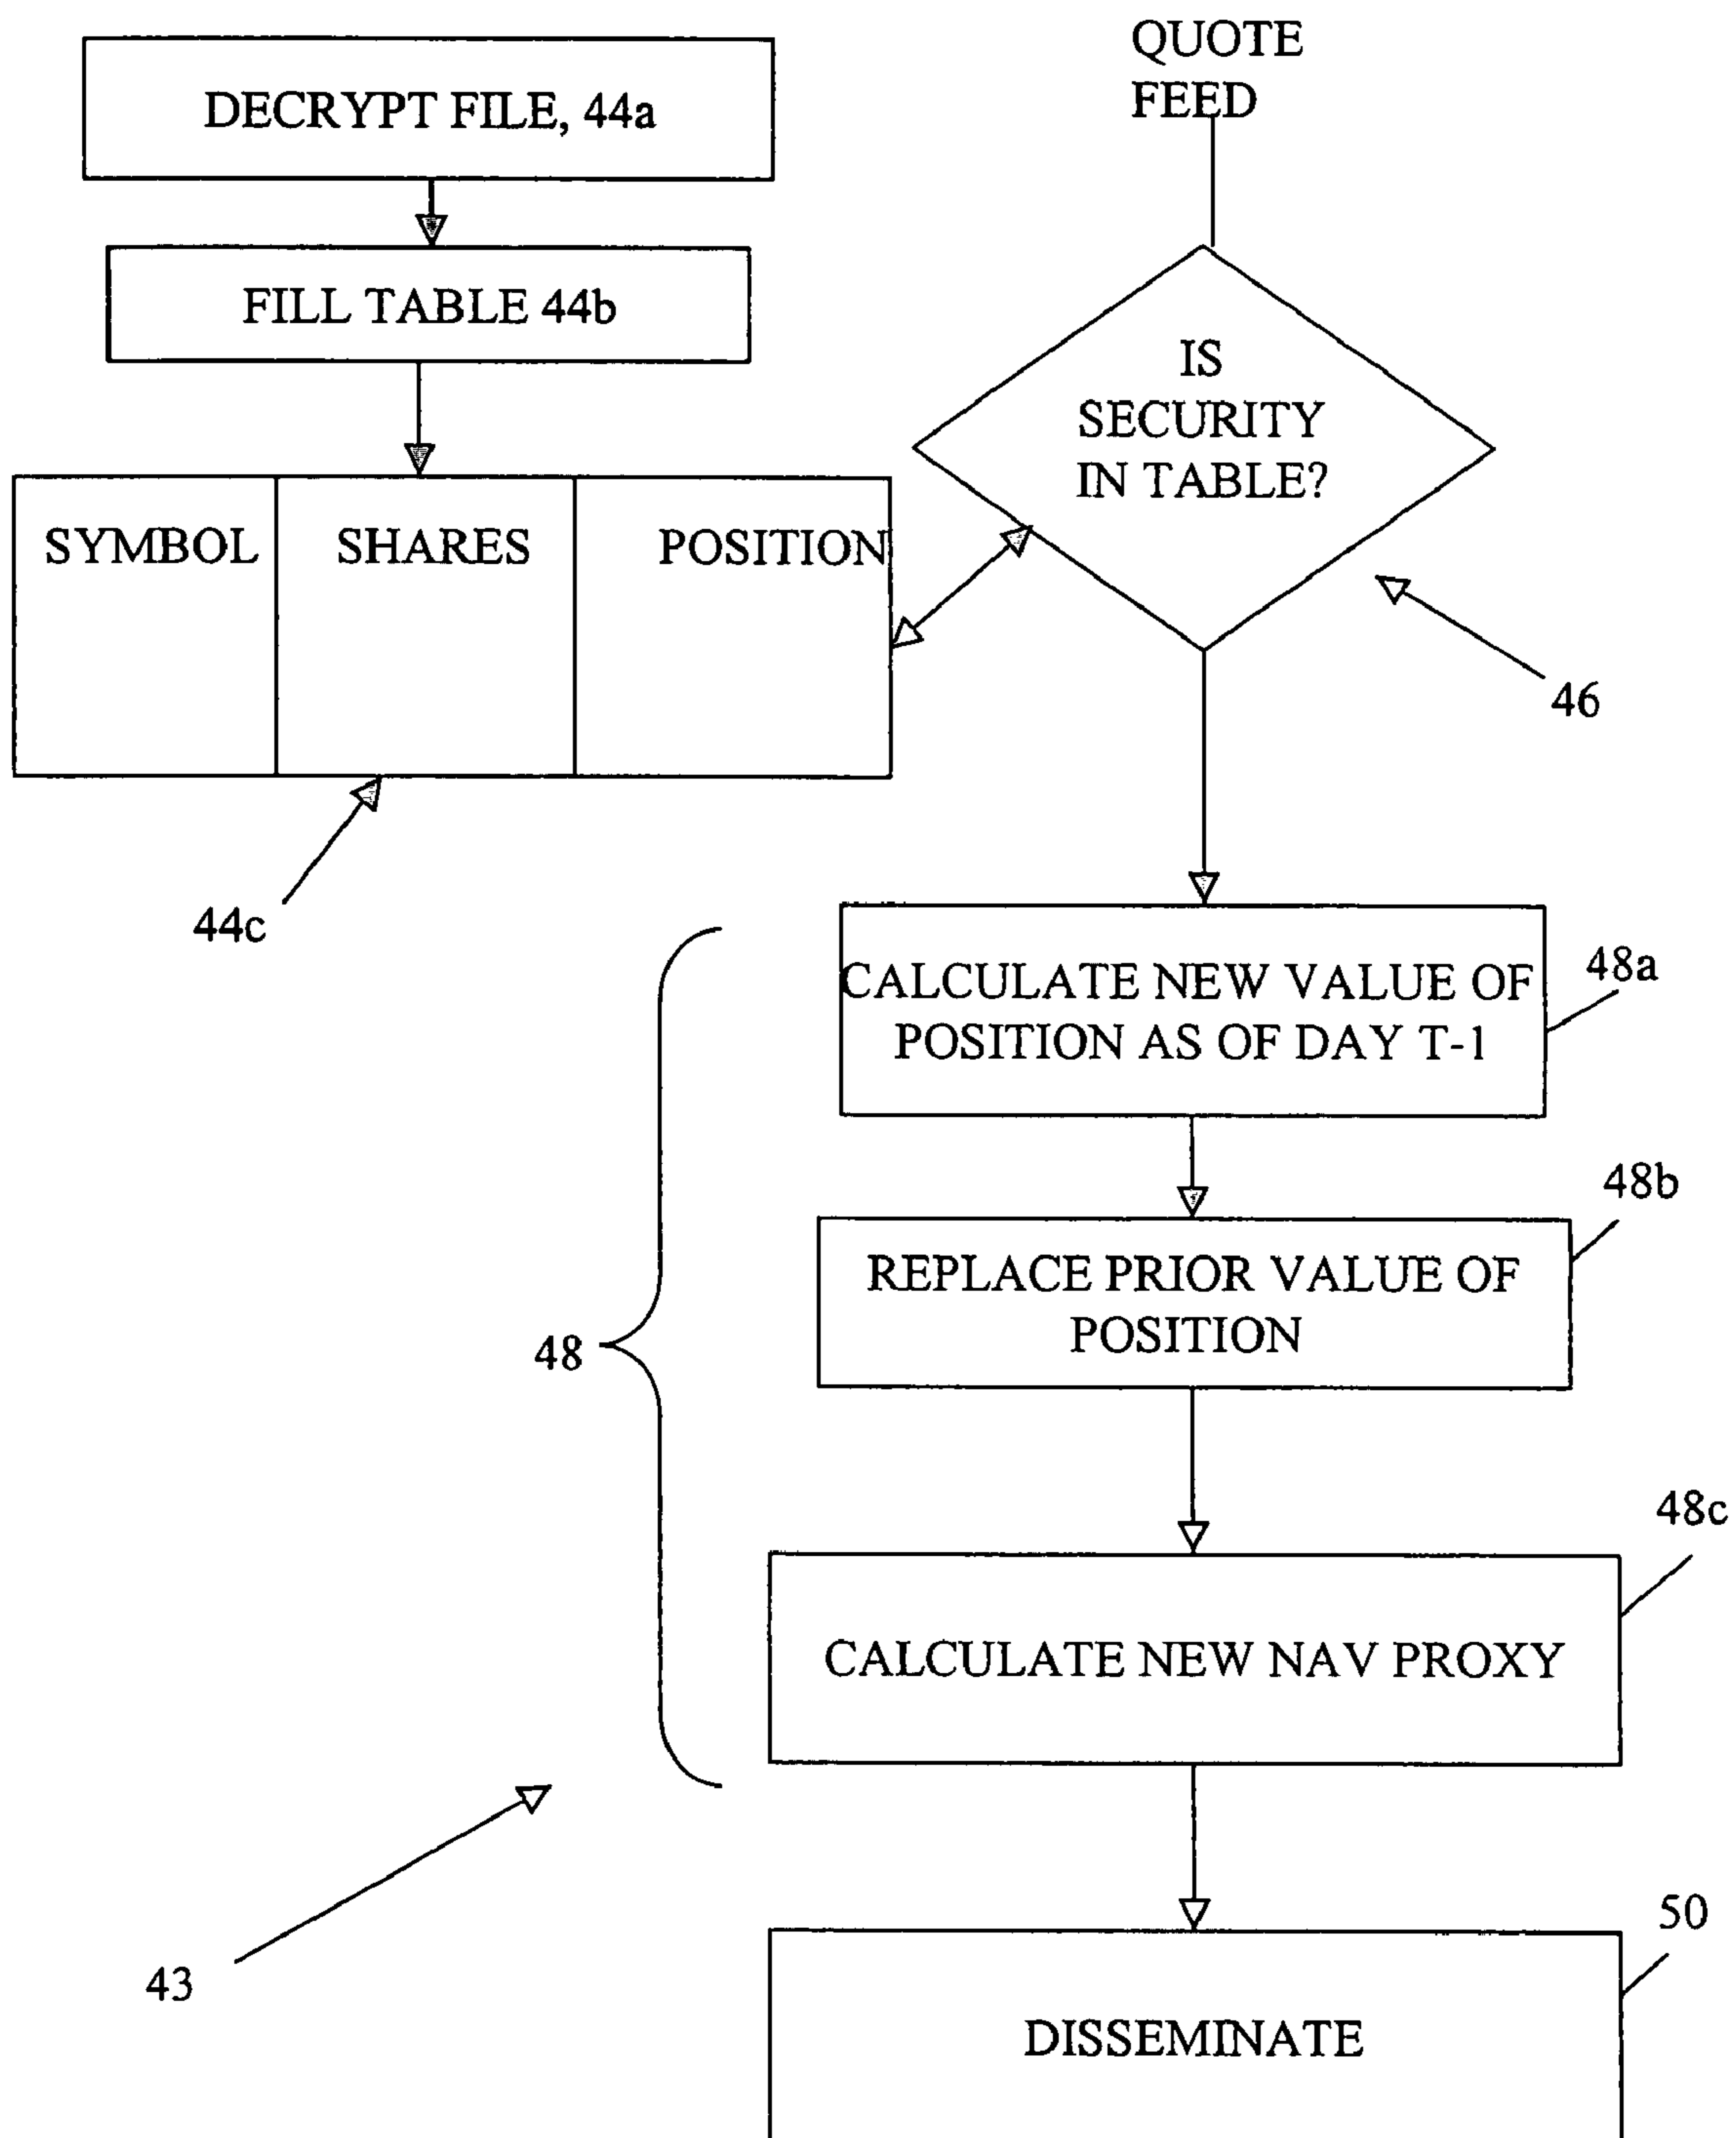 DECRYPT FILE, 44a
FILL TABLE 44b
SYMBOL SHARES POSITION
44c
QUOTE
FEED
IS
SECURITY
IN TABLE?
46
CALCULATE NEW VALUE OF
POSITION AS OF DAY T-1
48a
REPLACE PRIOR VALUE OF
POSITION
48b
48
CALCULATE NEW NAV PROXY
48c
43
DISSEMINATE
50